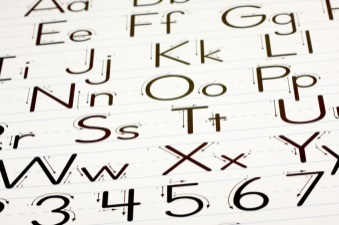 Aa
Ee Ff Gg
Jj Kk Ll
Nn Oo Pp
r Ss Tt U
Ww Xx Yy
3 4 5 6 7